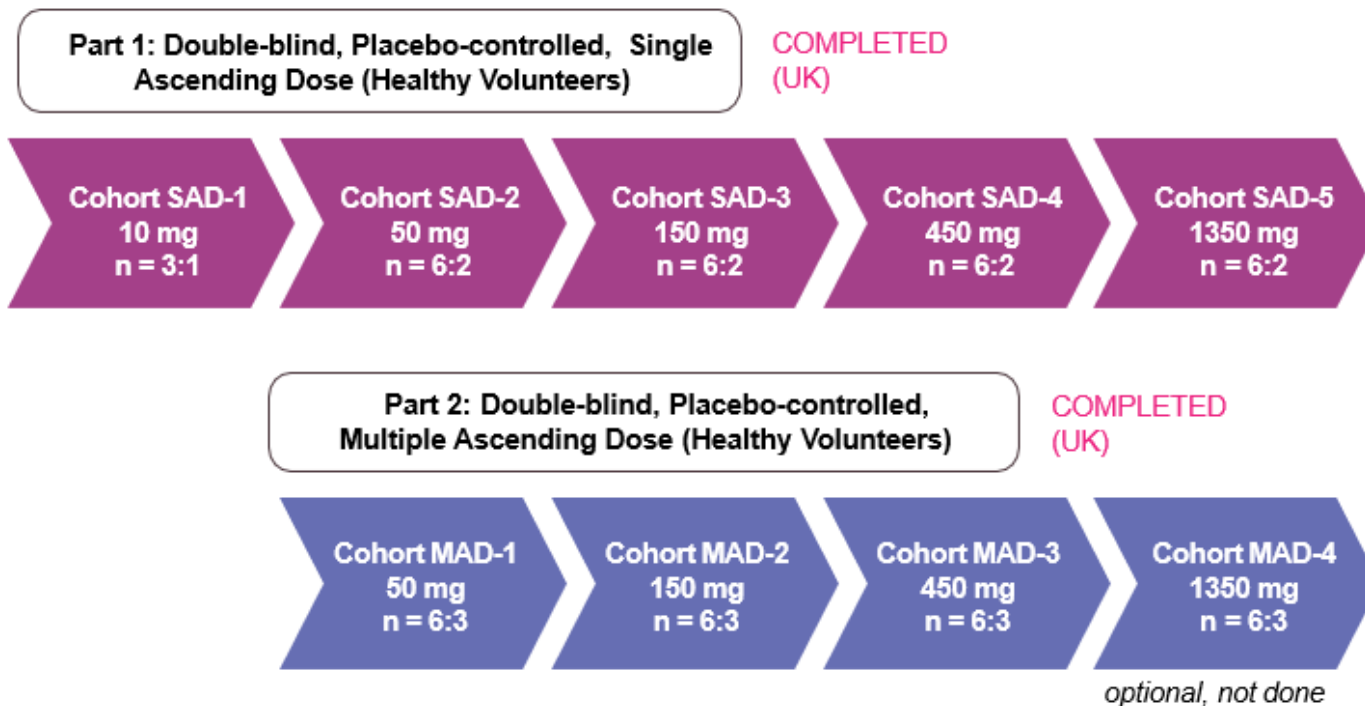 Part 1: Double-blind, Placebo-controlled, Single
Ascending Dose (Healthy Volunteers)
COMPLETED
(UK)
Cohort SAD-1
10 mg
n = 3:1
Cohort SAD-2
50 mg
n = 6:2
Cohort SAD-3
150 mg
n = 6:2
Cohort SAD-4
450 mg
n = 6:2
Cohort SAD-5
1350 mg
n = 6:2
Part 2: Double-blind, Placebo-controlled,
Multiple Ascending Dose (Healthy Volunteers)
COMPLETED
(UK)
Cohort MAD-1
50 mg
n = 6:3
Cohort MAD-2
150 mg
n = 6:3
Cohort MAD-3
450 mg
n = 6:3
Cohort MAD-4
1350 mg
n = 6:3
optional, not done